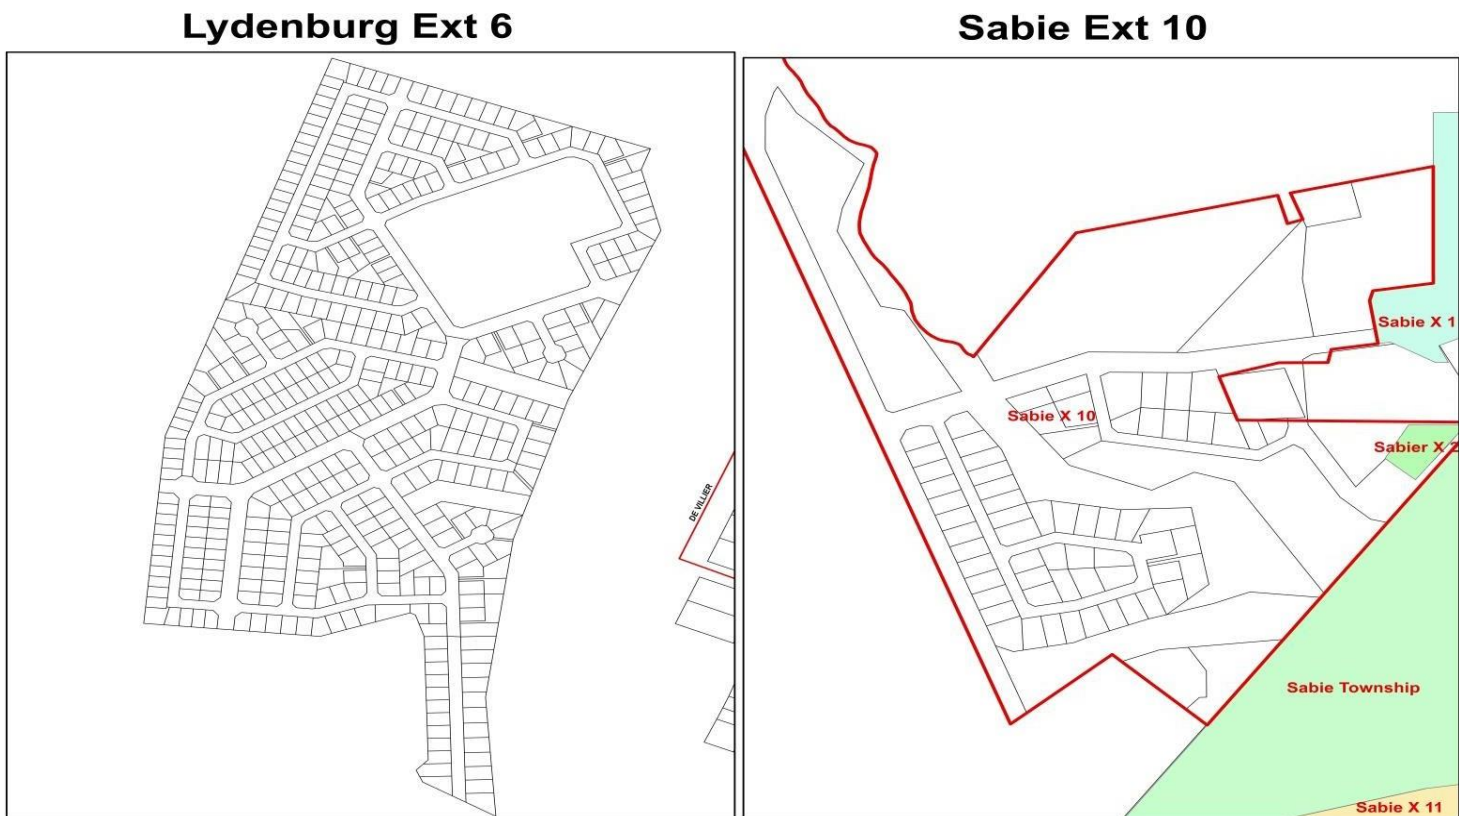 Lydenburg Ext 6
Sabie Ext 10
Sabie X 1
Sabie X 10
Sabier X 2
DE VILLIER
Sabie Township
Sabie X 11